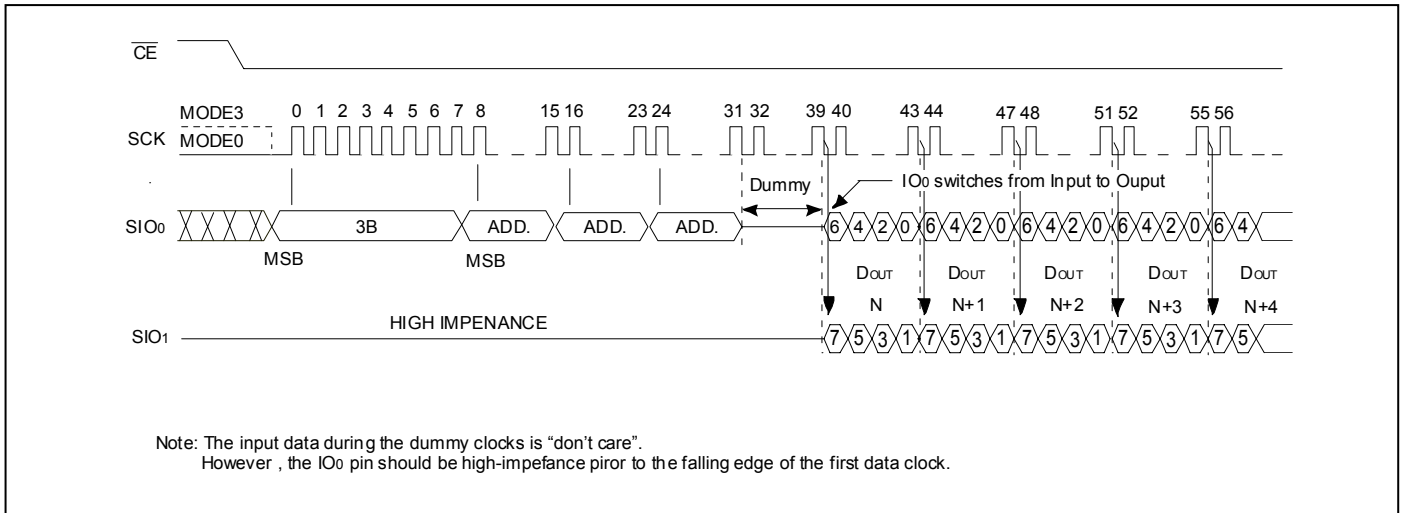 CE
MODE3 0 1 2 3 4 5 6 7 8 15 16 23 24 31 32 39 40 43 44 47 48 51 52 55 56
SCK MODE0
Dummy IO0 switches from Input to Ouput
SIO0 3B ADD. ADD. ADD. 6 4 2 0 6 4 2 0 6 4 2 0 6 4 2 0 6 4
MSB MSB
DOUT DOUT DOUT DOUT DOUT
N N+1 N+2 N+3 N+4
HIGH IMPENANCE
SIO1 7 5 3 1 7 5 3 1 7 5 3 1 7 5 3 1 7 5
Note: The input data during the dummy clocks is “don’t care”.
However , the IO0 pin should be high-impefance piror to the falling edge of the first data clock.